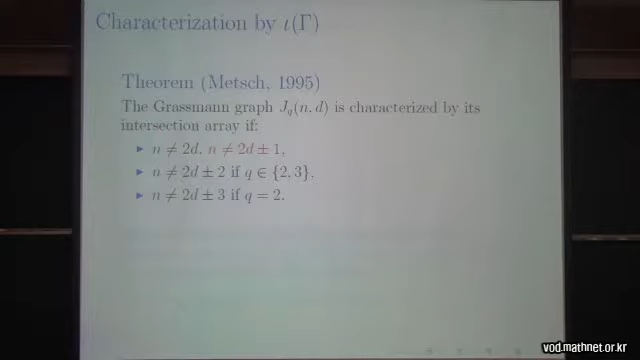 Characterization by ι(Γ)
Theorem (Metsch, 1995)
The Grassmann graph J_q(n, d) is characterized by its
intersection array if:
▶ n ≠ 2d, n ≠ 2d ± 1,
▶ n ≠ 2d ± 2 if q ∈ {2, 3},
▶ n ≠ 2d ± 3 if q = 2.
vod.mathnet.or.kr